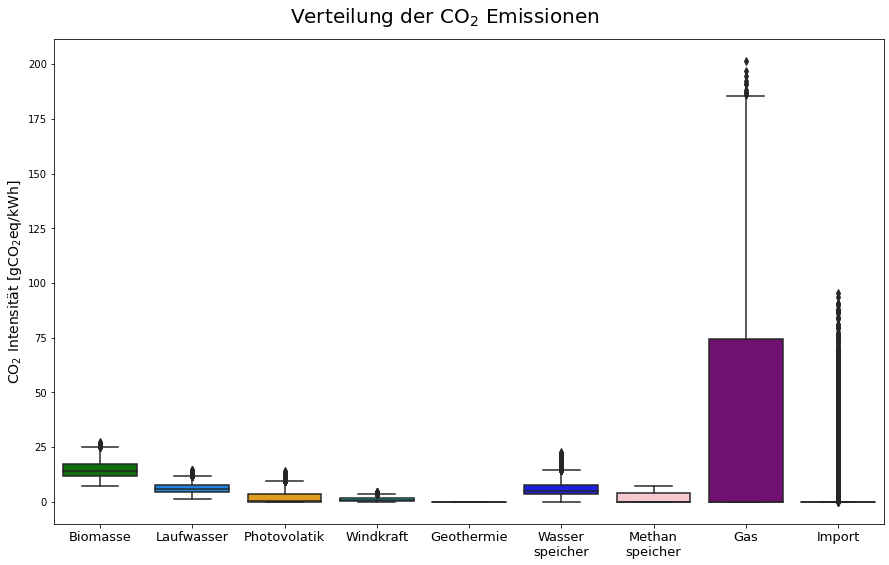 Verteilung der CO₂ Emissionen
CO₂ Intensität [gCO₂eq/kWh]
200
175
150
125
100
75
50
25
0
Biomasse
Laufwasser
Photovolatik
Windkraft
Geothermie
Wasser
speicher
Methan
speicher
Gas
Import